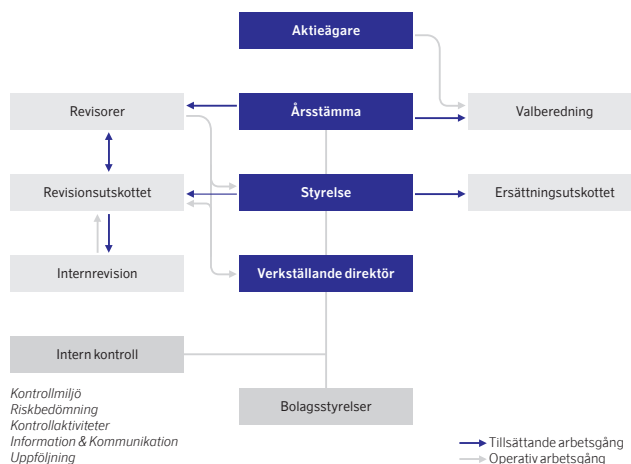 Aktieägare
Revisorer
Årsstämma
Valberedning
Revisionsutskottet
Styrelse
Ersättningsutskottet
Internrevision
Verkställande direktör
Intern kontroll
Kontrollmiljö
Riskbedömning
Kontrollaktiviteter
Information & Kommunikation
Uppföljning
Bolagsstyrelser
Tillsättande arbetsgång
Operativ arbetsgång